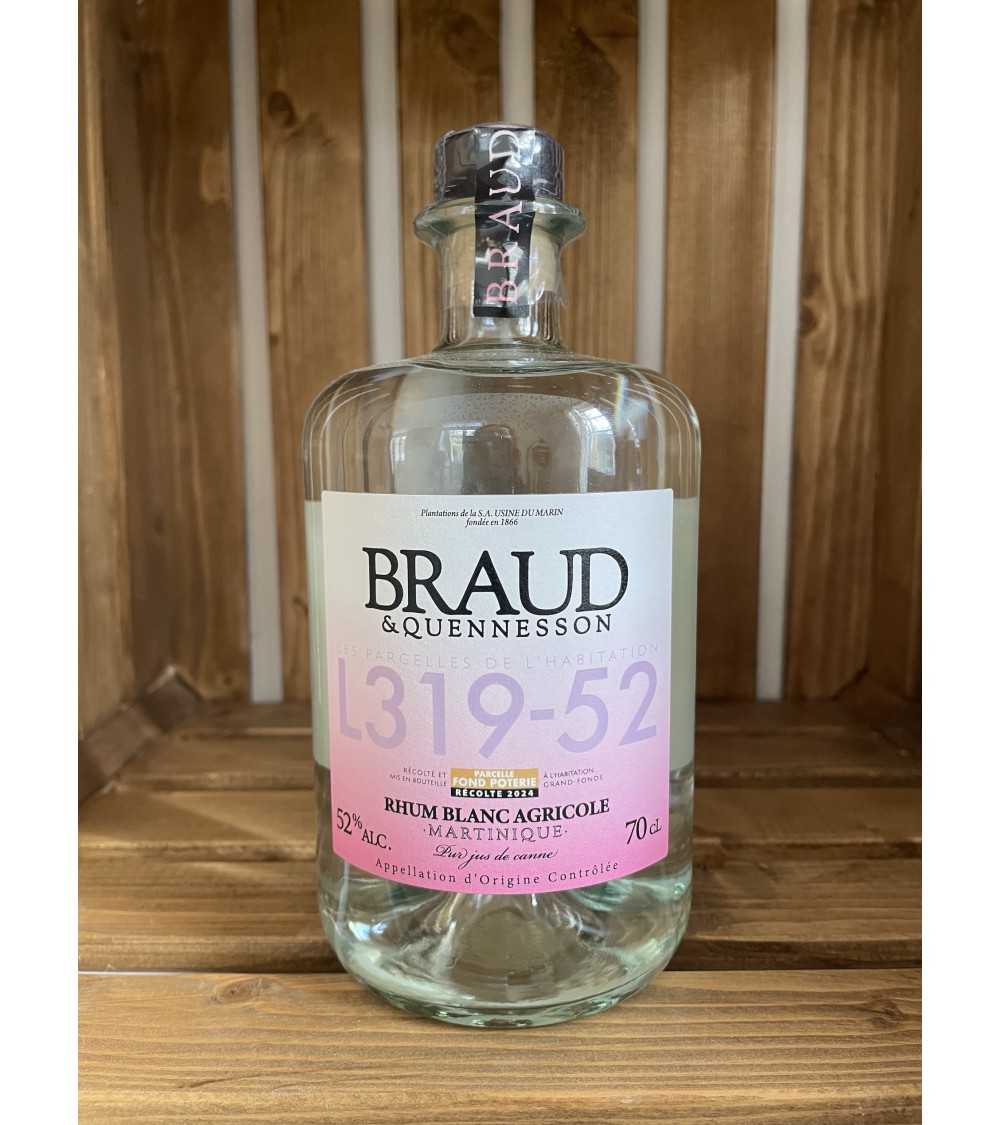 BRAUD
Plantations de la S.A. USINE DU MARIN
fondée en 1866
BRAUD
& QUENNESSON
LES PARCELLES DE L'HABITATION
L319-52
RÉCOLTÉ ET
MIS EN BOUTEILLE
PARCELLE
FOND POTERIE
RÉCOLTE 2024
À L'HABITATION
GRAND-FONDS
RHUM BLANC AGRICOLE
·MARTINIQUE·
52% ALC.
70 cL
Pur jus de canne
Appellation d'Origine Contrôlée